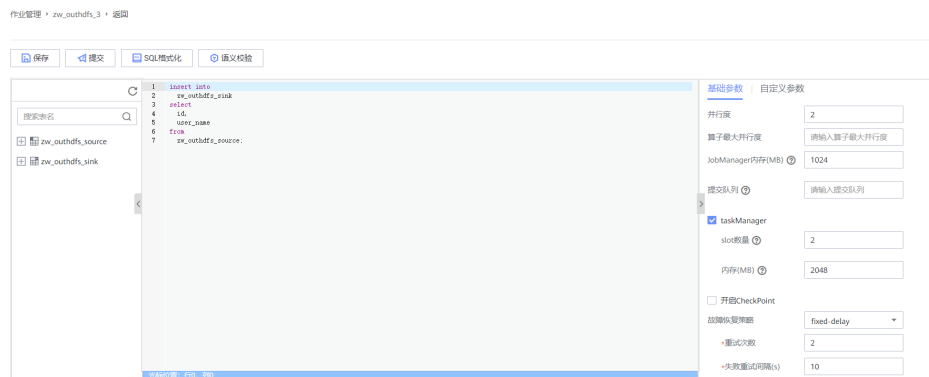 作业管理 › zw_outhdfs_3 › 返回
保存 提交 SQL格式化 语义校验
搜索表名
zw_outhdfs_source
zw_outhdfs_sink
1 insert into
2 zw_outhdfs_sink
3 select
4 id,
5 user_name
6 from
7 zw_outhdfs_source;
基础参数 自定义参数
并行度 2
算子最大并行度 请输入算子最大并行度
JobManager内存(MB) ? 1024
提交队列 ? 请输入提交队列
taskManager
slot数量 ? 2
内存(MB) ? 2048
开启CheckPoint
故障恢复策略 fixed-delay
*重试次数 2
*失败重试间隔(s) 10